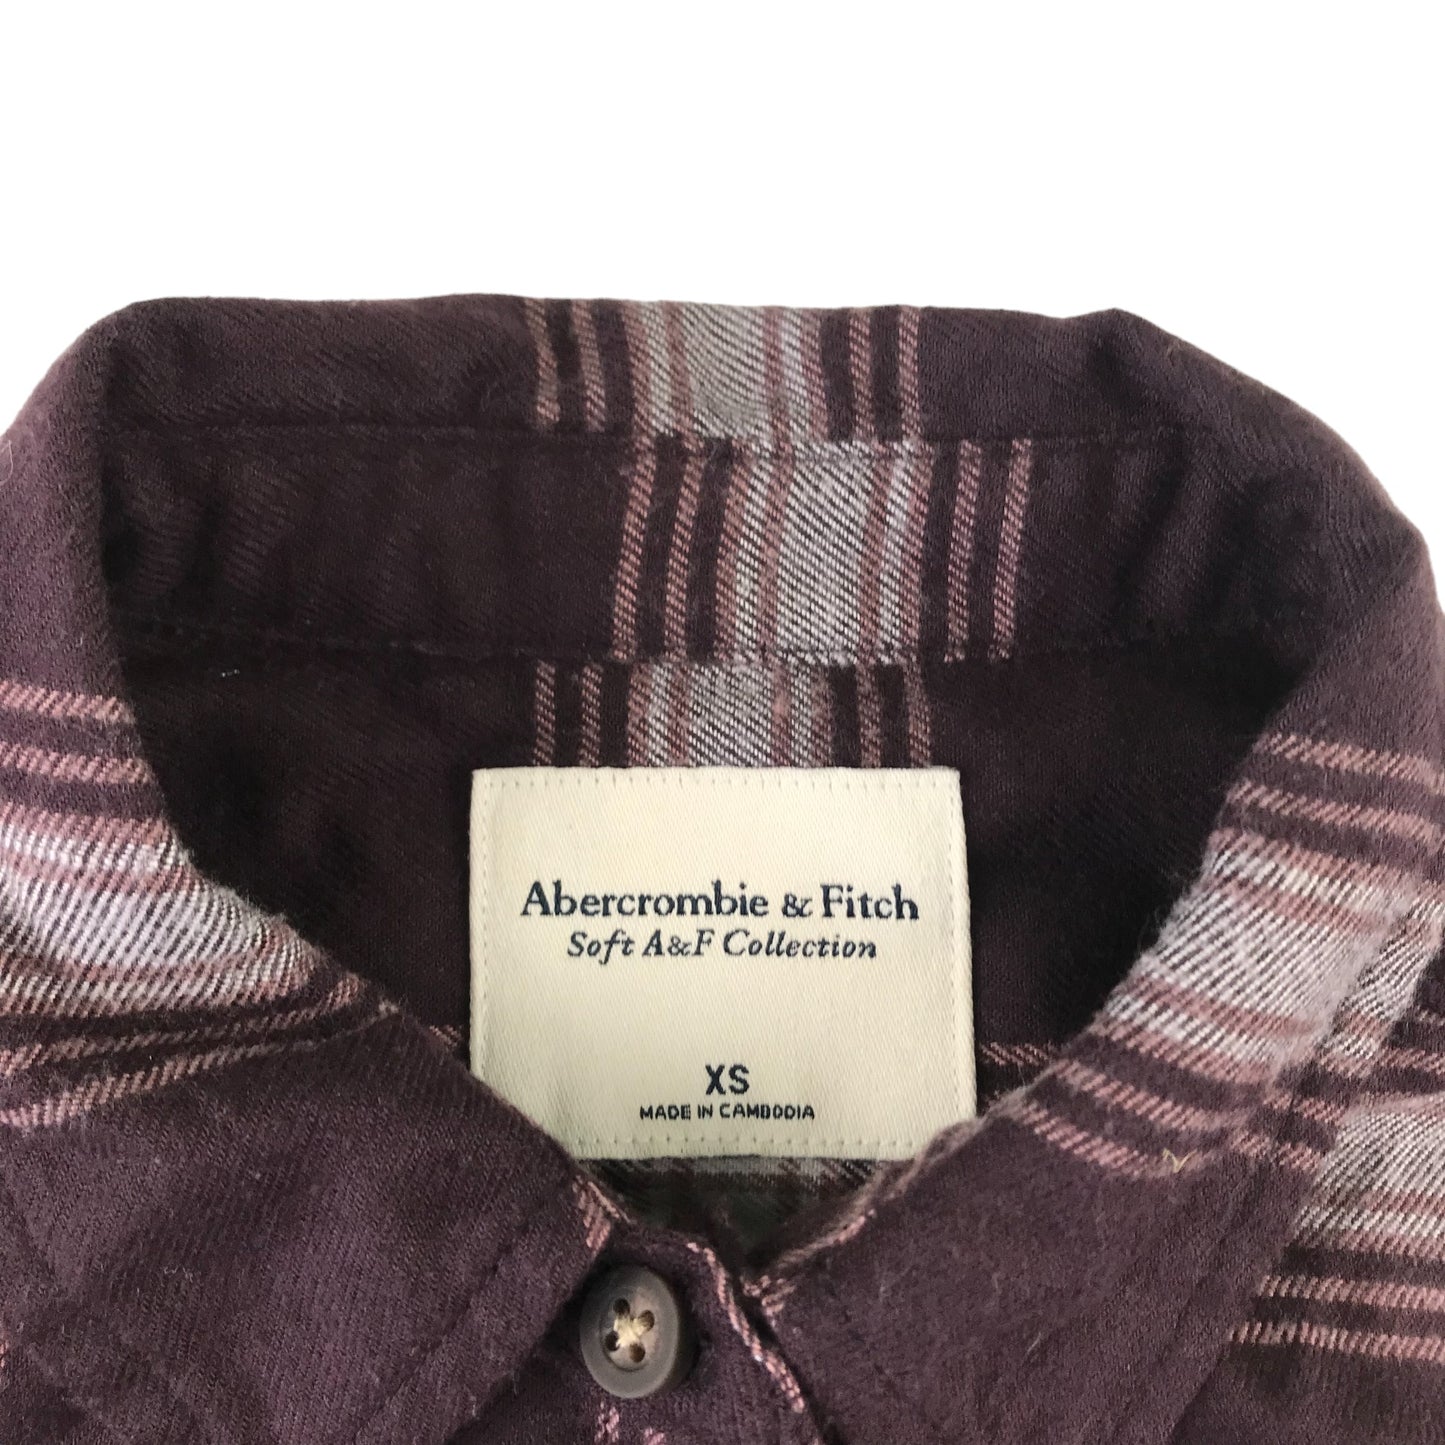 Abercrombie & Fitch
Soft A&F Collection
XS
MADE IN CAMBODIA